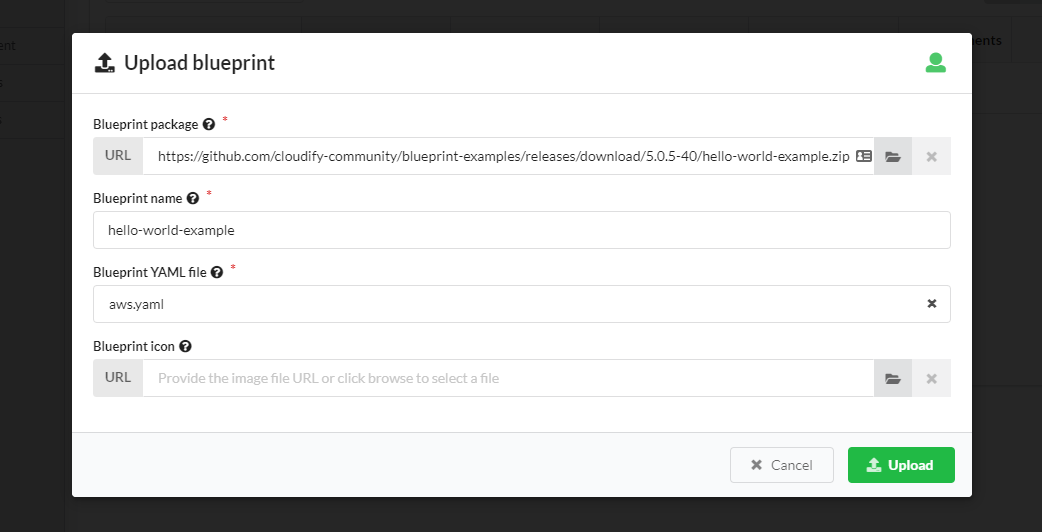 ents
ent
s
Upload blueprint
Blueprint package *
URL https://github.com/cloudify-community/blueprint-examples/releases/download/5.0.5-40/hello-world-example.zip
Blueprint name *
hello-world-example
Blueprint YAML file *
aws.yaml
Blueprint icon
URL Provide the image file URL or click browse to select a file
Cancel Upload